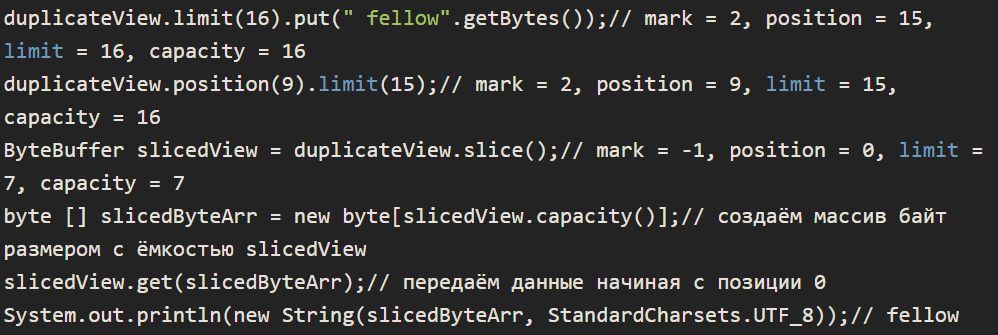 duplicateView.limit(16).put(" fellow".getBytes());// mark = 2, position = 15,
limit = 16, capacity = 16
duplicateView.position(9).limit(15);// mark = 2, position = 9, limit = 15,
capacity = 16
ByteBuffer slicedView = duplicateView.slice();// mark = -1, position = 0, limit =
7, capacity = 7
byte [] slicedByteArr = new byte[slicedView.capacity()];// создаём массив байт
размером с ёмкостью slicedView
slicedView.get(slicedByteArr);// передаём данные начиная с позиции 0
System.out.println(new String(slicedByteArr, StandardCharsets.UTF_8));// fellow